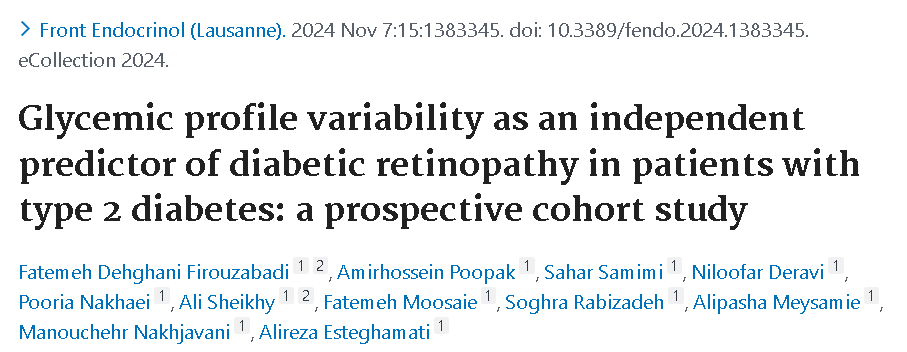 Front Endocrinol (Lausanne). 2024 Nov 7:15:1383345. doi: 10.3389/fendo.2024.1383345.
eCollection 2024.
Glycemic profile variability as an independent
predictor of diabetic retinopathy in patients with
type 2 diabetes: a prospective cohort study
Fatemeh Dehghani Firouzabadi 1 2, Amirhossein Poopak 1, Sahar Samimi 1, Niloofar Deravi 1,
Pooria Nakhaei 1, Ali Sheikhy 1 2, Fatemeh Moosaie 1, Soghra Rabizadeh 1, Alipasha Meysamie 1,
Manouchehr Nakhjavani 1, Alireza Esteghamati 1